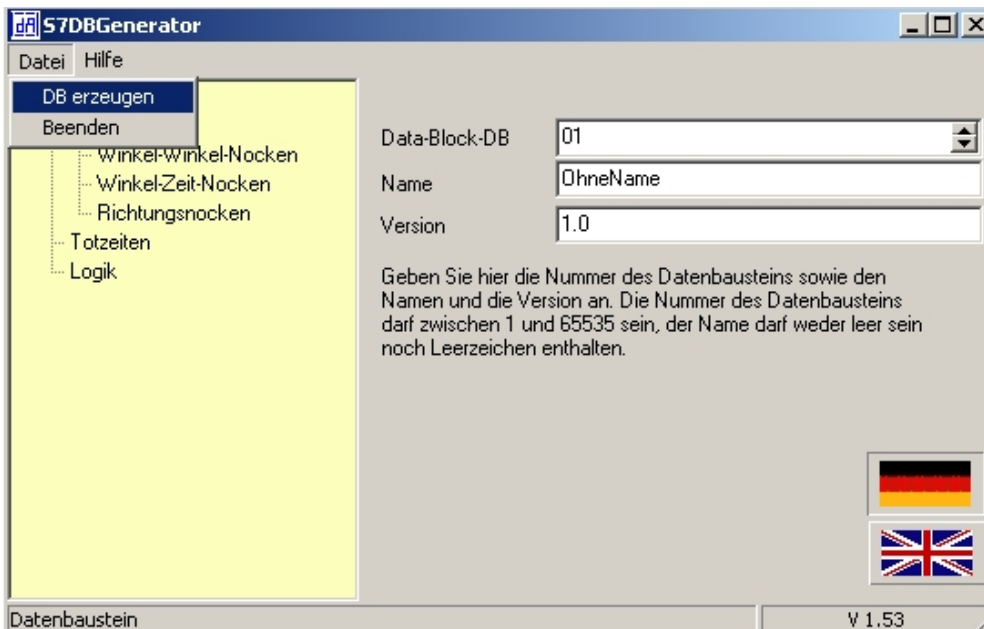 S7DBGenerator
Datei Hilfe
DB erzeugen
Beenden
Winkel-Winkel-Nocken
Winkel-Zeit-Nocken
Richtungsnocken
Totzeiten
Logik
Data-Block-DB 01
Name OhneName
Version 1.0
Geben Sie hier die Nummer des Datenbausteins sowie den
Namen und die Version an. Die Nummer des Datenbausteins
darf zwischen 1 und 65535 sein, der Name darf weder leer sein
noch Leerzeichen enthalten.
Datenbaustein V 1.53